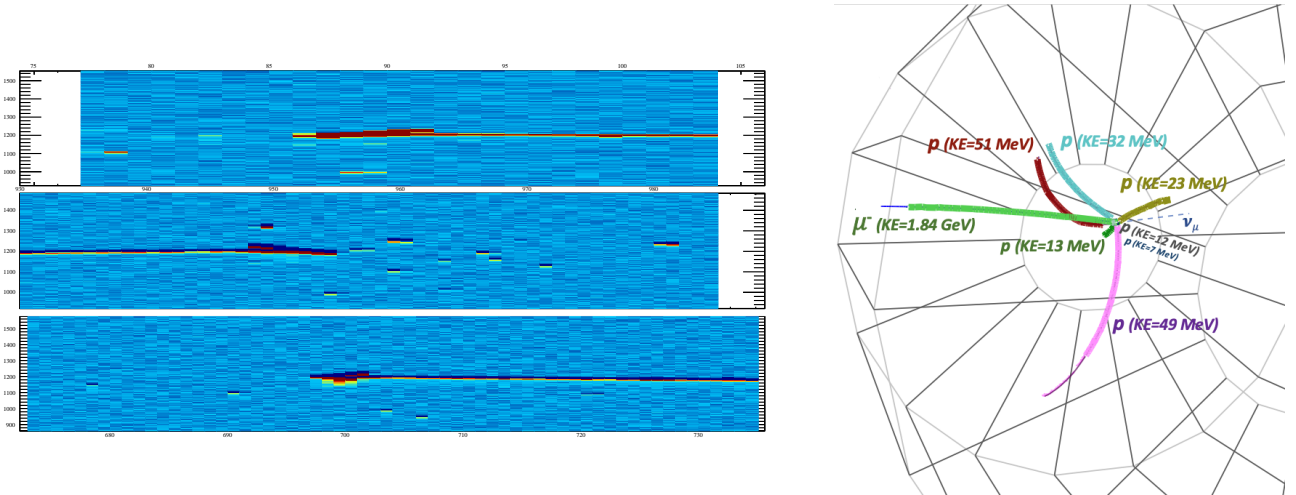 75 80 85 90 95 100 105
1500
1400
1300
1200
1100
1000
930 940 950 960 970 980
1400
1300
1200
1100
1000
1500
1400
1300
1200
1100
1000
900
680 690 700 710 720 730
p (KE=51 MeV)
p (KE=32 MeV)
p (KE=23 MeV)
μ⁻ (KE=1.84 GeV)
ν_μ
p (KE=13 MeV)
p (KE=12 MeV)
p (KE=7 MeV)
p (KE=49 MeV)